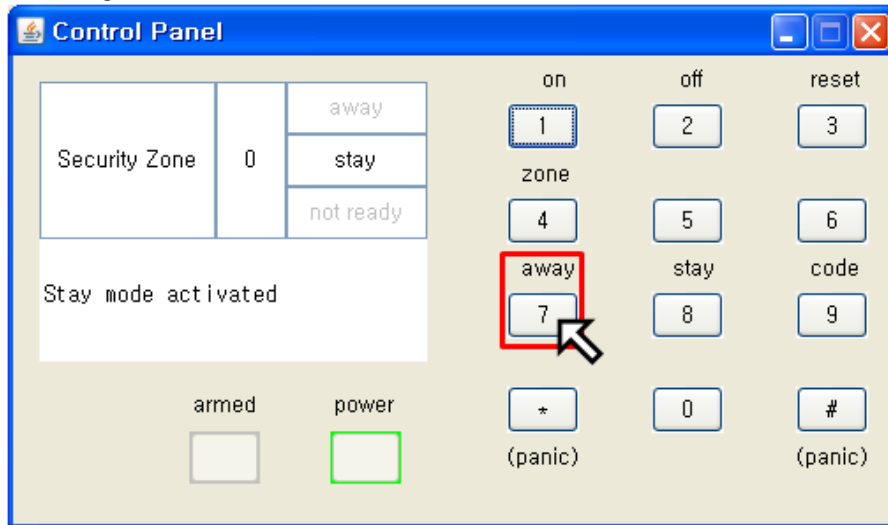 Control Panel
on off reset
away
1 2 3
Security Zone 0 stay
zone
not ready
4 5 6
away stay code
Stay mode activated
7 8 9
armed power
* 0 #
(panic) (panic)